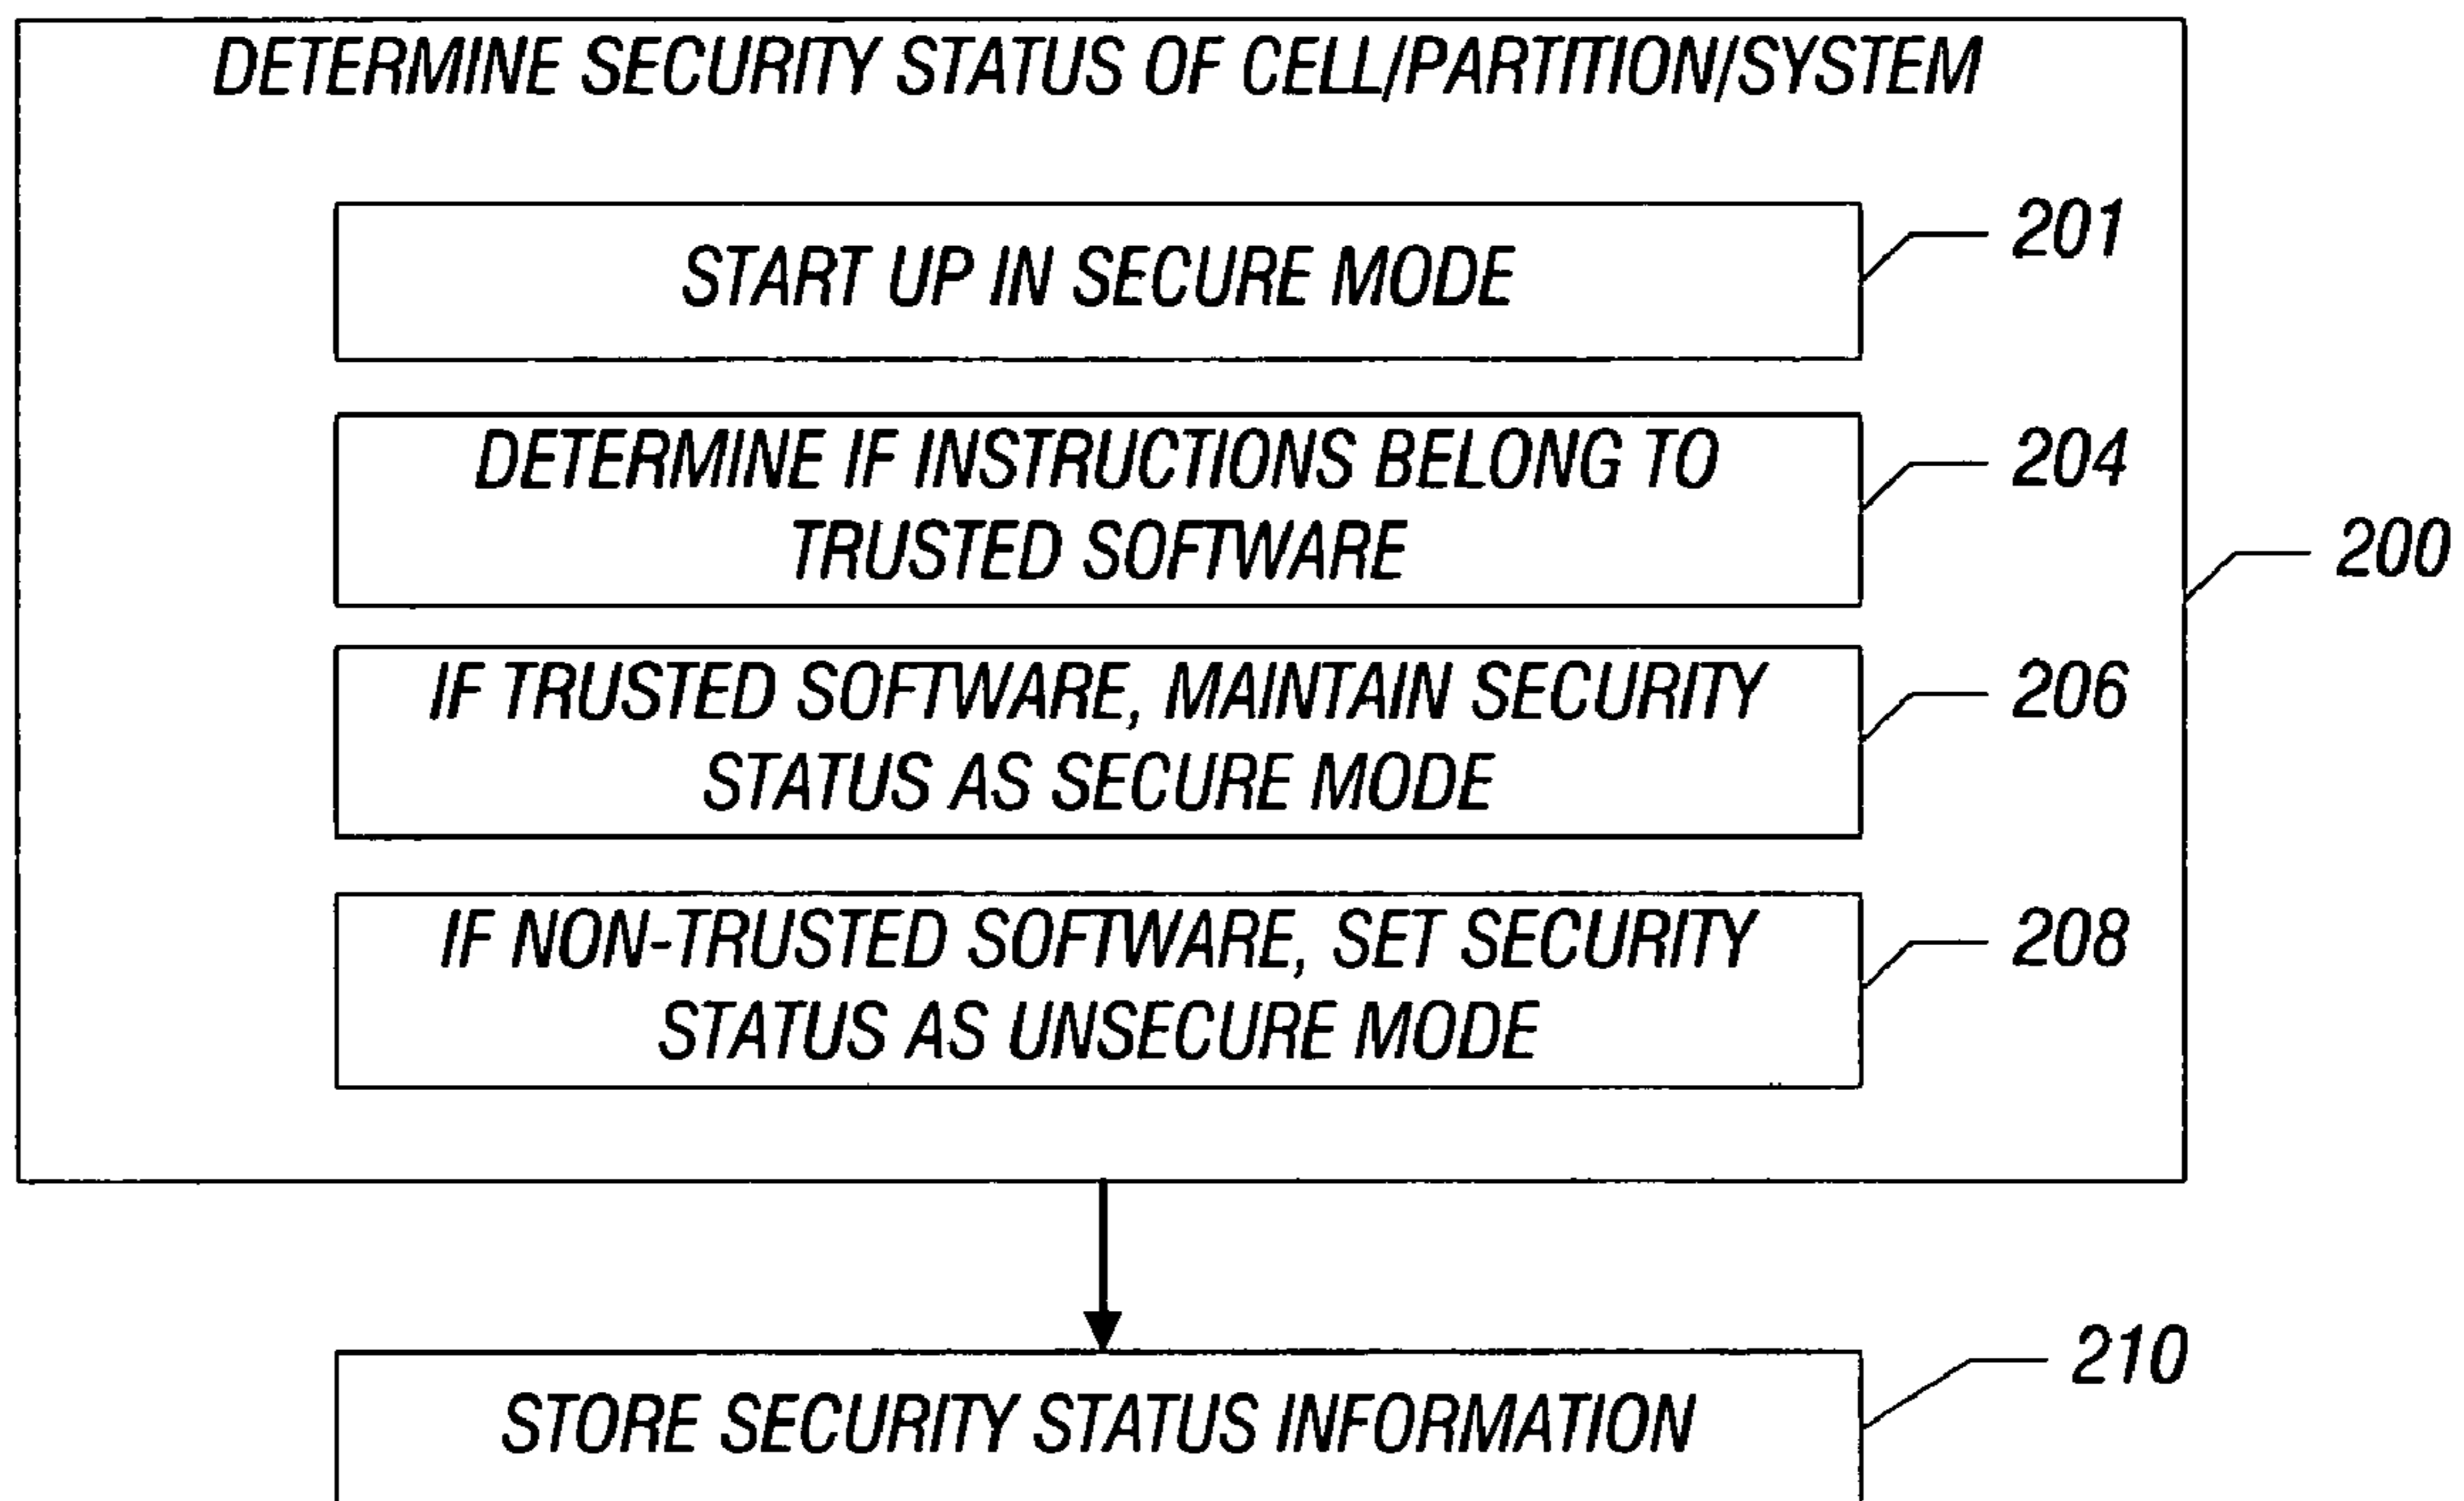 DETERMINE SECURITY STATUS OF CELL/PARTITION/SYSTEM
START UP IN SECURE MODE
201
DETERMINE IF INSTRUCTIONS BELONG TO
TRUSTED SOFTWARE
204
200
IF TRUSTED SOFTWARE, MAINTAIN SECURITY
STATUS AS SECURE MODE
206
IF NON-TRUSTED SOFTWARE, SET SECURITY
STATUS AS UNSECURE MODE
208
STORE SECURITY STATUS INFORMATION
210